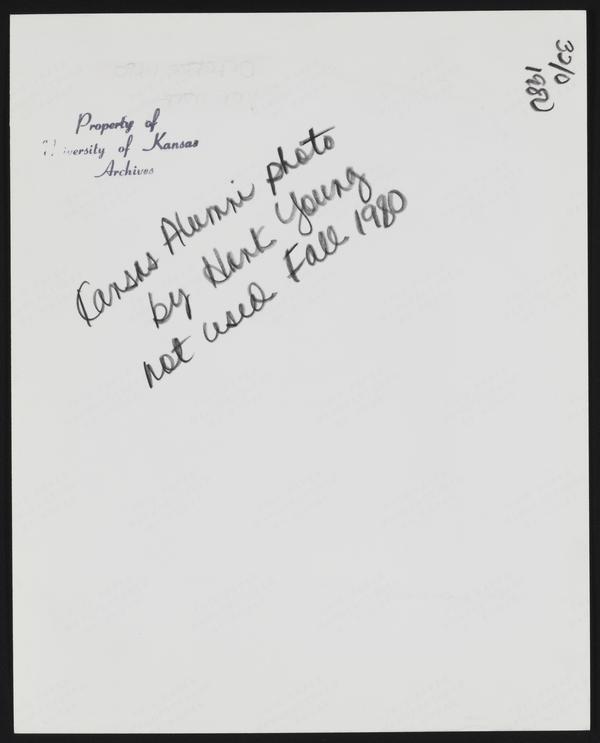 32/0
1980
Property of
University of Kansas
Archives
Kansas Alumni photo
by Hank Young
not used Fall 1980